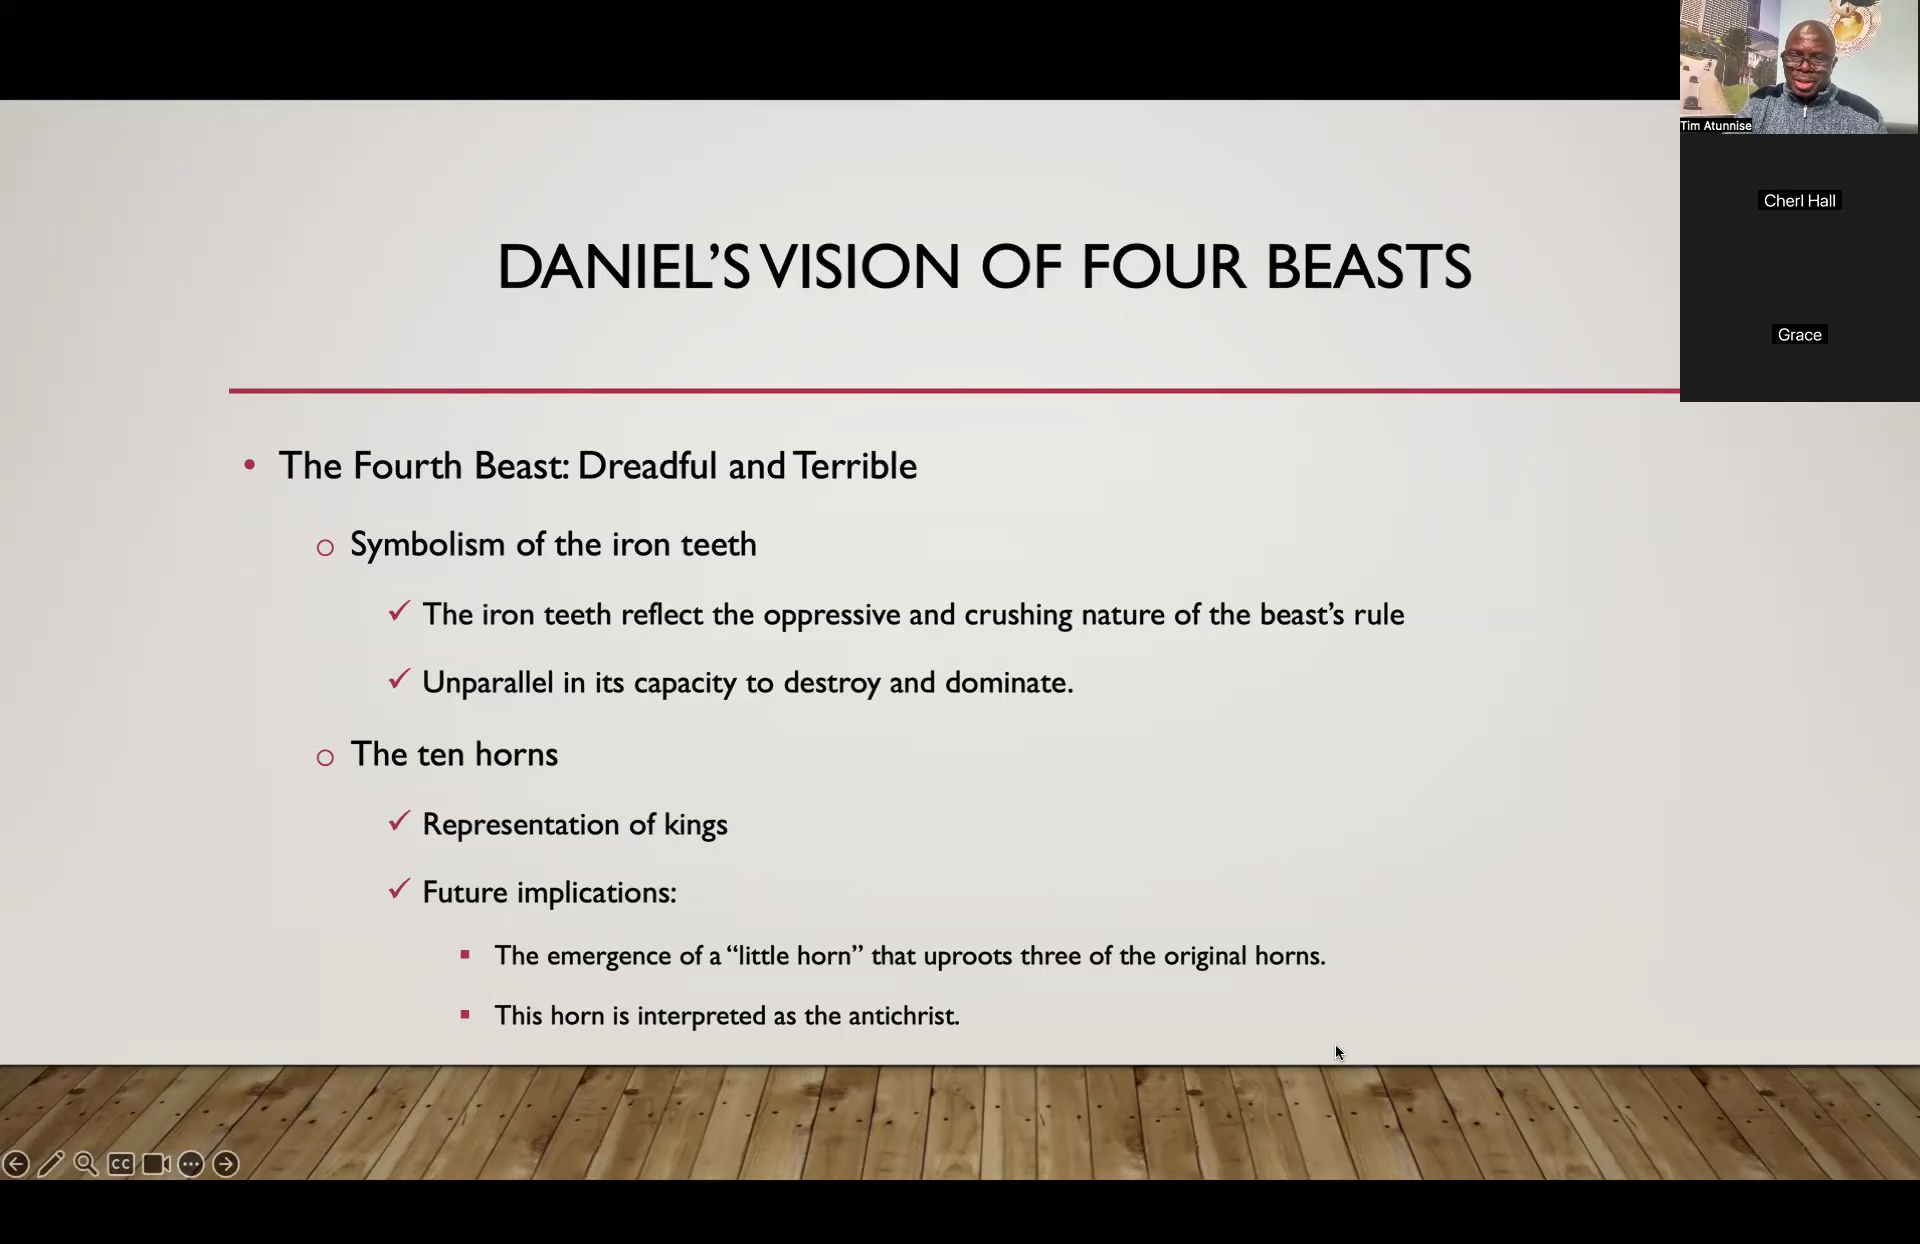 Tim Atunnise
Cherl Hall
Grace
DANIEL’S VISION OF FOUR BEASTS
• The Fourth Beast: Dreadful and Terrible
o Symbolism of the iron teeth
✓ The iron teeth reflect the oppressive and crushing nature of the beast’s rule
✓ Unparallel in its capacity to destroy and dominate.
o The ten horns
✓ Representation of kings
✓ Future implications:
▪ The emergence of a “little horn” that uproots three of the original horns.
▪ This horn is interpreted as the antichrist.
CC